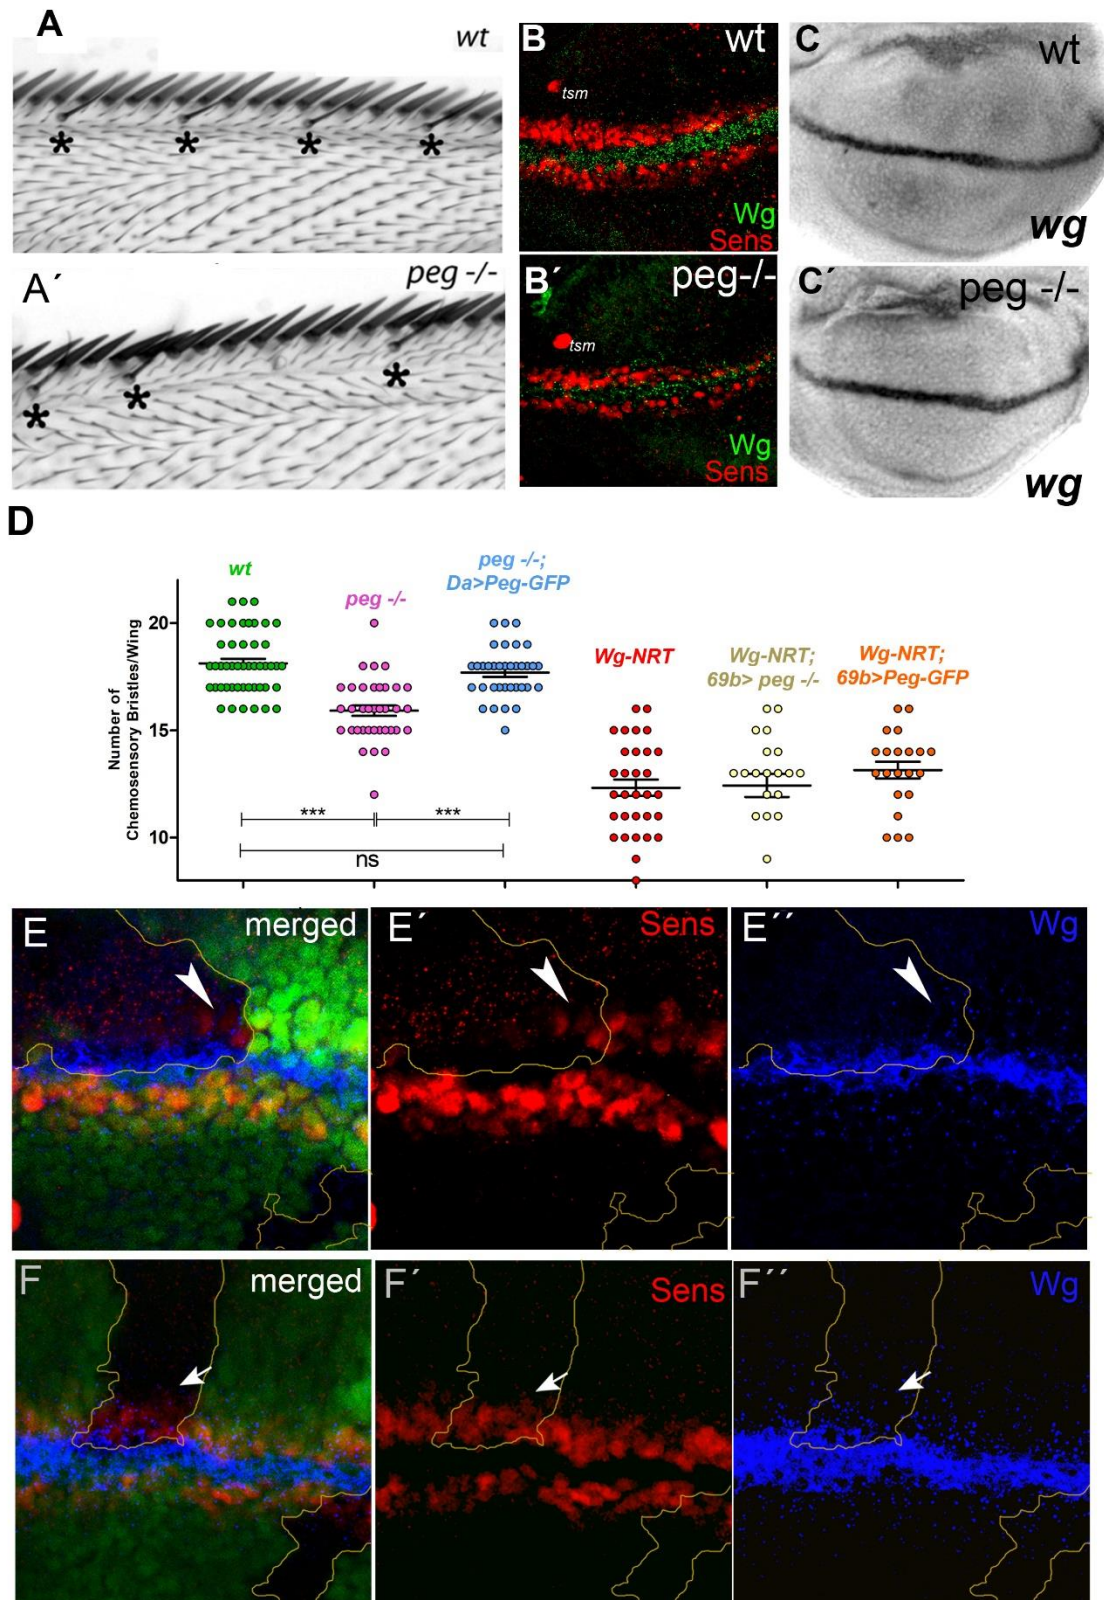 A
wt
*
*
*
*
A´
peg -/-
*
*
*
B
wt
tsm
Wg
Sens
B´
peg-/-
tsm
Wg
Sens
C
wt
wg
C´
peg -/-
wg
D
wt
peg -/-
peg -/-;
Da>Peg-GFP
Wg-NRT
Wg-NRT;
69b> peg -/-
Wg-NRT;
69b>Peg-GFP
Number of
Chemosensory Bristles/Wing
20
15
10
***
***
ns
E
merged
E´
Sens
E´´
Wg
F
merged
F´
Sens
F´´
Wg